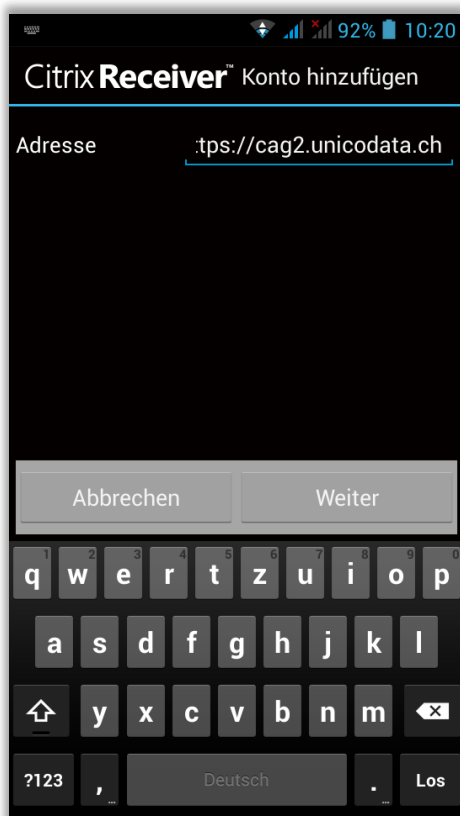 92% 10:20
Citrix Receiver™ Konto hinzufügen
Adresse :tps://cag2.unicodata.ch
Abbrechen Weiter
1 2 3 4 5 6 7 8 9 0
q w e r t z u i o p
a s d f g h j k l
y x c v b n m
?123 , ... Deutsch . ... Los